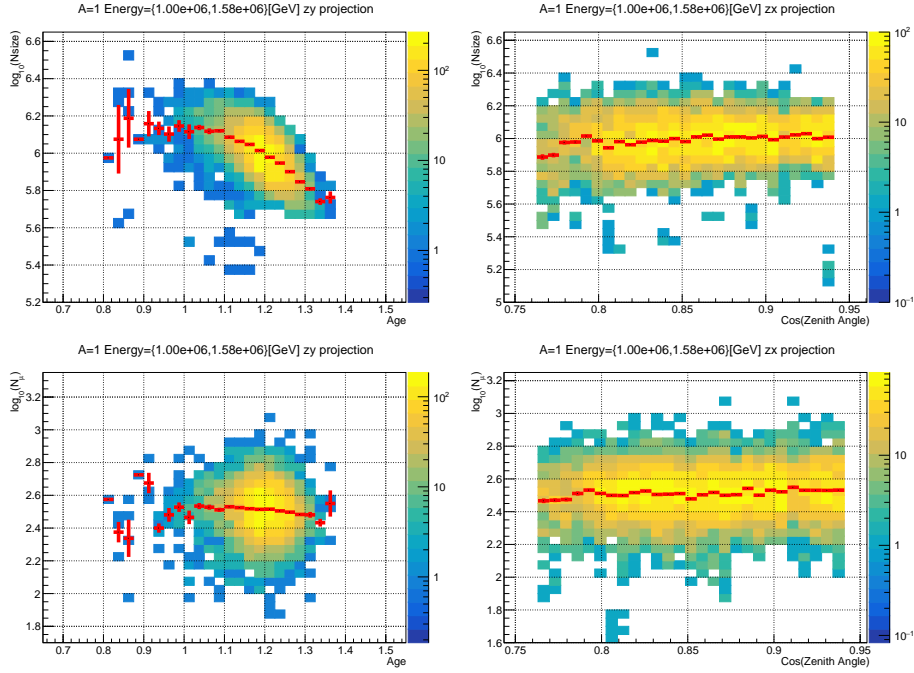 A=1 Energy={1.00e+06,1.58e+06}[GeV] zy projection
log₁₀(Nsize)
6.6
6.4
6.2
6
5.8
5.6
5.4
5.2
0.7 0.8 0.9 1 1.1 1.2 1.3 1.4 1.5
Age
10²
10
1
A=1 Energy={1.00e+06,1.58e+06}[GeV] zx projection
log₁₀(Nsize)
6.6
6.4
6.2
6
5.8
5.6
5.4
5.2
5
0.75 0.8 0.85 0.9 0.95
Cos(Zenith Angle)
10²
10
1
10⁻¹
A=1 Energy={1.00e+06,1.58e+06}[GeV] zy projection
log₁₀(N_μ)
3.2
3
2.8
2.6
2.4
2.2
2
1.8
0.7 0.8 0.9 1 1.1 1.2 1.3 1.4 1.5
Age
10²
10
1
A=1 Energy={1.00e+06,1.58e+06}[GeV] zx projection
log₁₀(N_μ)
3.2
3
2.8
2.6
2.4
2.2
2
1.8
1.6
0.75 0.8 0.85 0.9 0.95
Cos(Zenith Angle)
10
1
10⁻¹